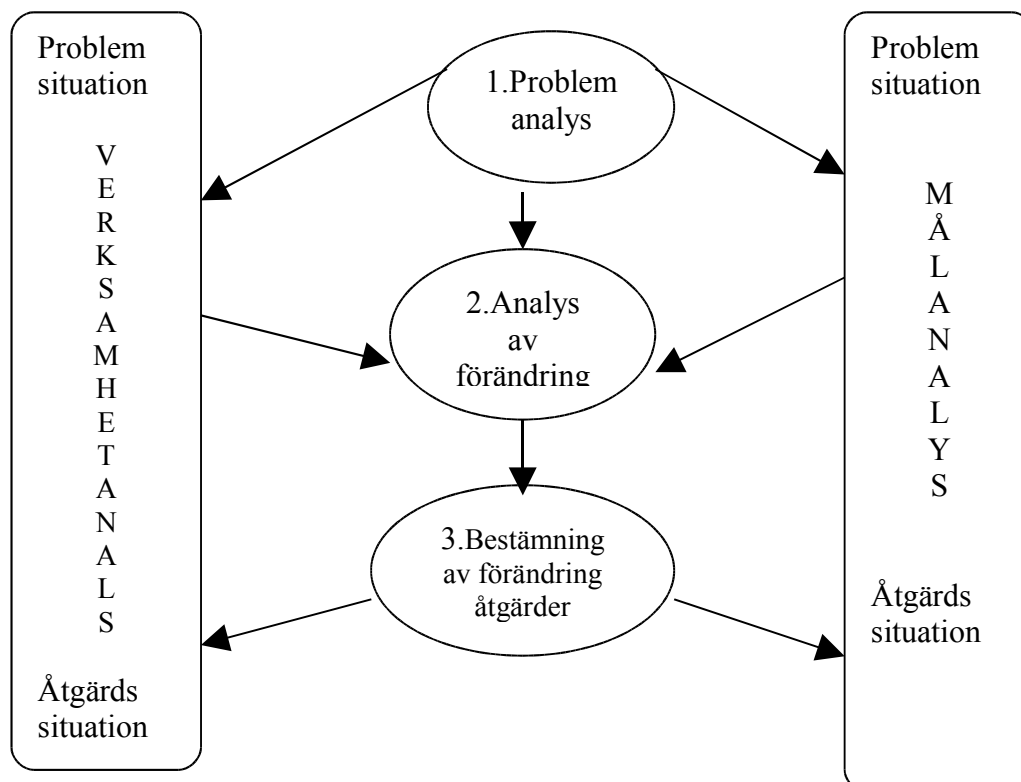 Problem
situation
V
E
R
K
S
A
M
H
E
T
A
N
A
L
S
Åtgärds
situation
1.Problem
analys
2.Analys
av
förändring
3.Bestämning
av förändring
åtgärder
Problem
situation
M
Å
L
A
N
A
L
Y
S
Åtgärds
situation